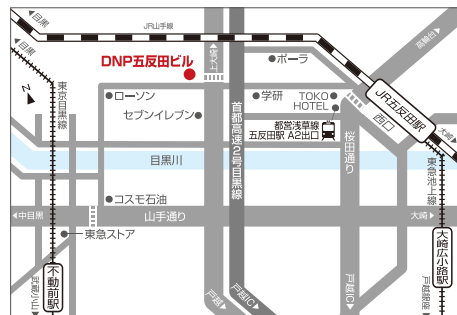 ◀目黒
JR山手線
◀目黒
上大崎▶
高輪台▶
DNP五反田ビル
ポーラ
N
東京目黒線
ローソン
セブンイレブン
学研
TOKO
HOTEL
JR五反田駅
西口
大崎▶
都営浅草線
五反田駅 A2出口
首都高速2号目黒線
桜田通り
目黒川
東急池上線
コスモ石油
◀中目黒
山手通り
大崎▶
東急ストア
不動前駅
大崎広小路駅
武蔵小山▶
戸越▶
戸越IC▶
戸越IC▶
戸越銀座▶